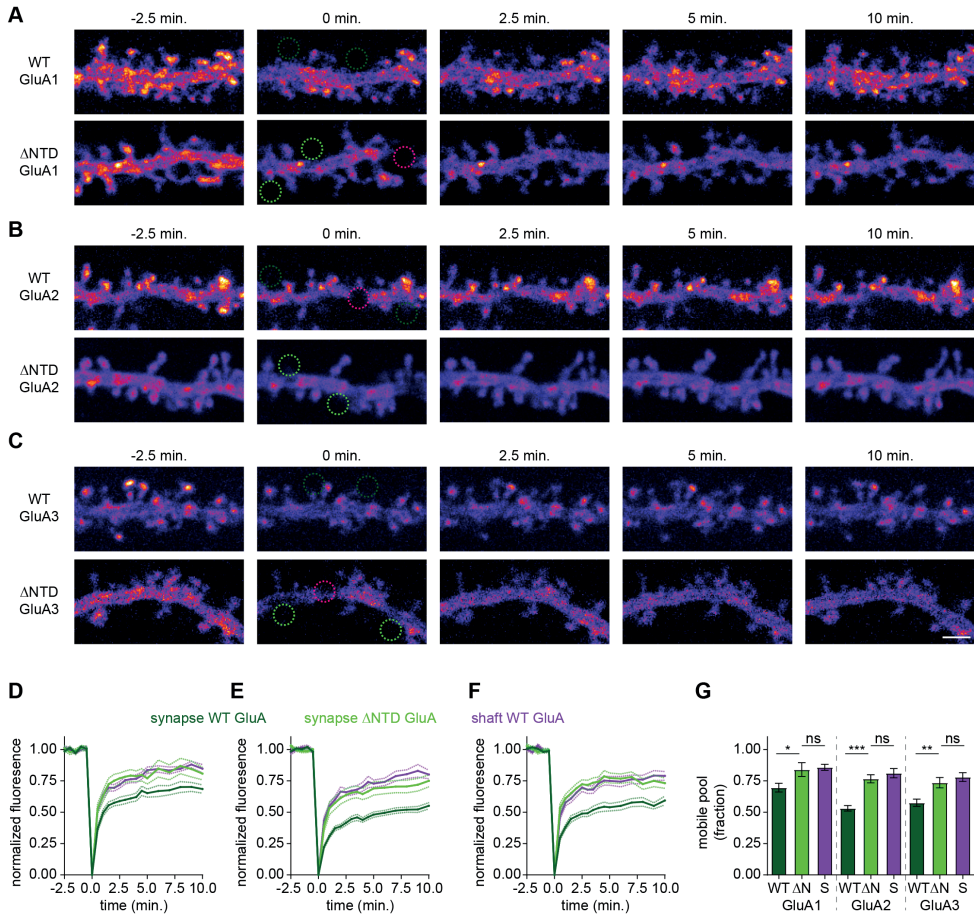 A
-2.5 min. 0 min. 2.5 min. 5 min. 10 min.
WT
GluA1
ΔNTD
GluA1
B
-2.5 min. 0 min. 2.5 min. 5 min. 10 min.
WT
GluA2
ΔNTD
GluA2
C
-2.5 min. 0 min. 2.5 min. 5 min. 10 min.
WT
GluA3
ΔNTD
GluA3
D E F G
synapse WT GluA synapse ΔNTD GluA shaft WT GluA
normalized fluoresence
1.00
0.75
0.50
0.25
0.00
-2.5 0.0 2.5 5.0 7.5 10.0
time (min.)
normalized fluoresence
1.00
0.75
0.50
0.25
0.00
-2.5 0.0 2.5 5.0 7.5 10.0
time (min.)
normalized fluoresence
1.00
0.75
0.50
0.25
0.00
-2.5 0.0 2.5 5.0 7.5 10.0
time (min.)
mobile pool
(fraction)
1.00
0.75
0.50
0.25
0.00
* ns *** ns ** ns
WT ΔN S WT ΔN S WT ΔN S
GluA1 GluA2 GluA3